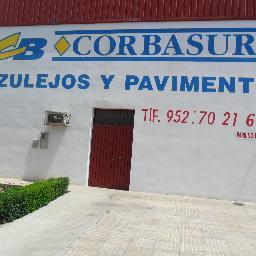 CB CORBASUR
ZULEJOS Y PAVIMENT
Tlf. 952 70 21 6